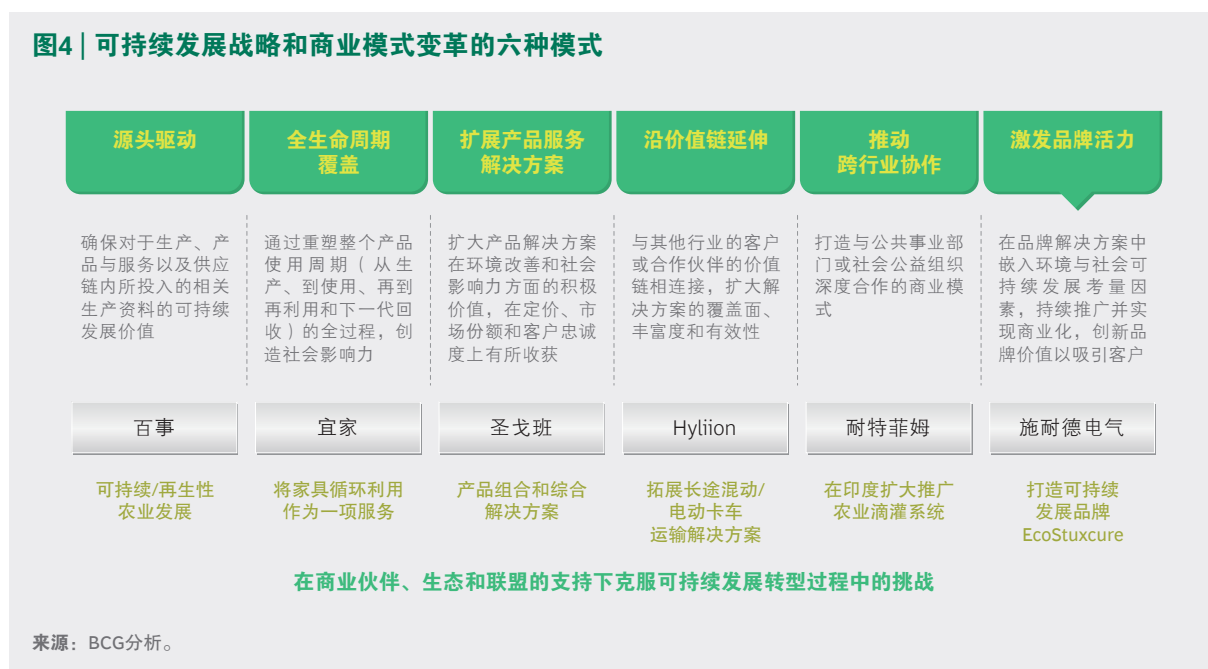 图4 | 可持续发展战略和商业模式变革的六种模式
源头驱动
全生命周期
覆盖
扩展产品服务
解决方案
沿价值链延伸
推动
跨行业协作
激发品牌活力
确保对于生产、产
品与服务以及供应
链内所投入的相关
生产资料的可持续
发展价值
通过重塑整个产品
使用周期（从生
产、到使用、再到
再利用和下一代回
收）的全过程，创
造社会影响力
扩大产品解决方案
在环境改善和社会
影响力方面的积极
价值，在定价、市
场份额和客户忠诚
度上有所收获
与其他行业的客户
或合作伙伴的价值
链相连接，扩大解
决方案的覆盖面、
丰富度和有效性
打造与公共事业部
门或社会公益组织
深度合作的商业模
式
在品牌解决方案中
嵌入环境与社会可
持续发展考量因
素，持续推广并实
现商业化，创新品
牌价值以吸引客户
百事
宜家
圣戈班
Hyliion
耐特菲姆
施耐德电气
可持续/再生性
农业发展
将家具循环利用
作为一项服务
产品组合和综合
解决方案
拓展长途混动/
电动卡车
运输解决方案
在印度扩大推广
农业滴灌系统
打造可持续
发展品牌
EcoStuxcure
在商业伙伴、生态和联盟的支持下克服可持续发展转型过程中的挑战
来源：BCG分析。